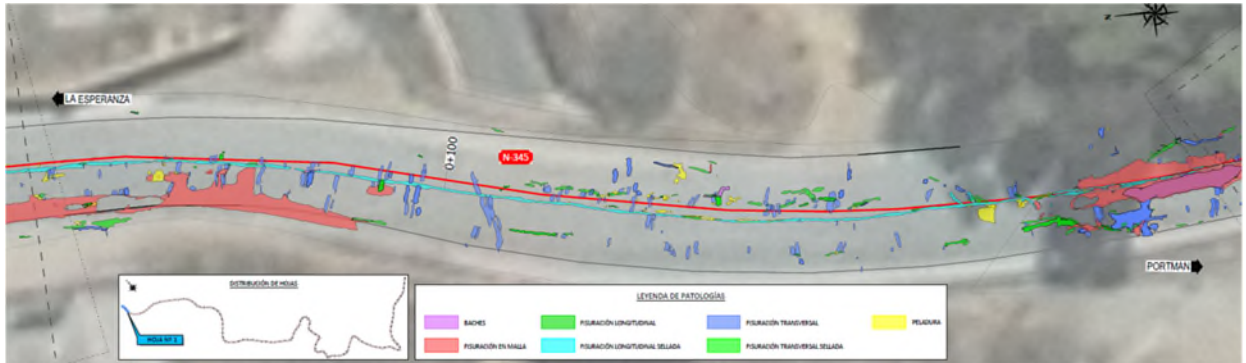 N
LA ESPERANZA
0+100
N-345
PORTMAN
DISTRIBUCIÓN DE HOJAS
HOJA Nº 1
LEYENDA DE PATOLOGÍAS
BACHES
FISURACIÓN LONGITUDINAL
FISURACIÓN TRANSVERSAL
PELADURA
FISURACIÓN EN MALLA
FISURACIÓN LONGITUDINAL SELLADA
FISURACIÓN TRANSVERSAL SELLADA